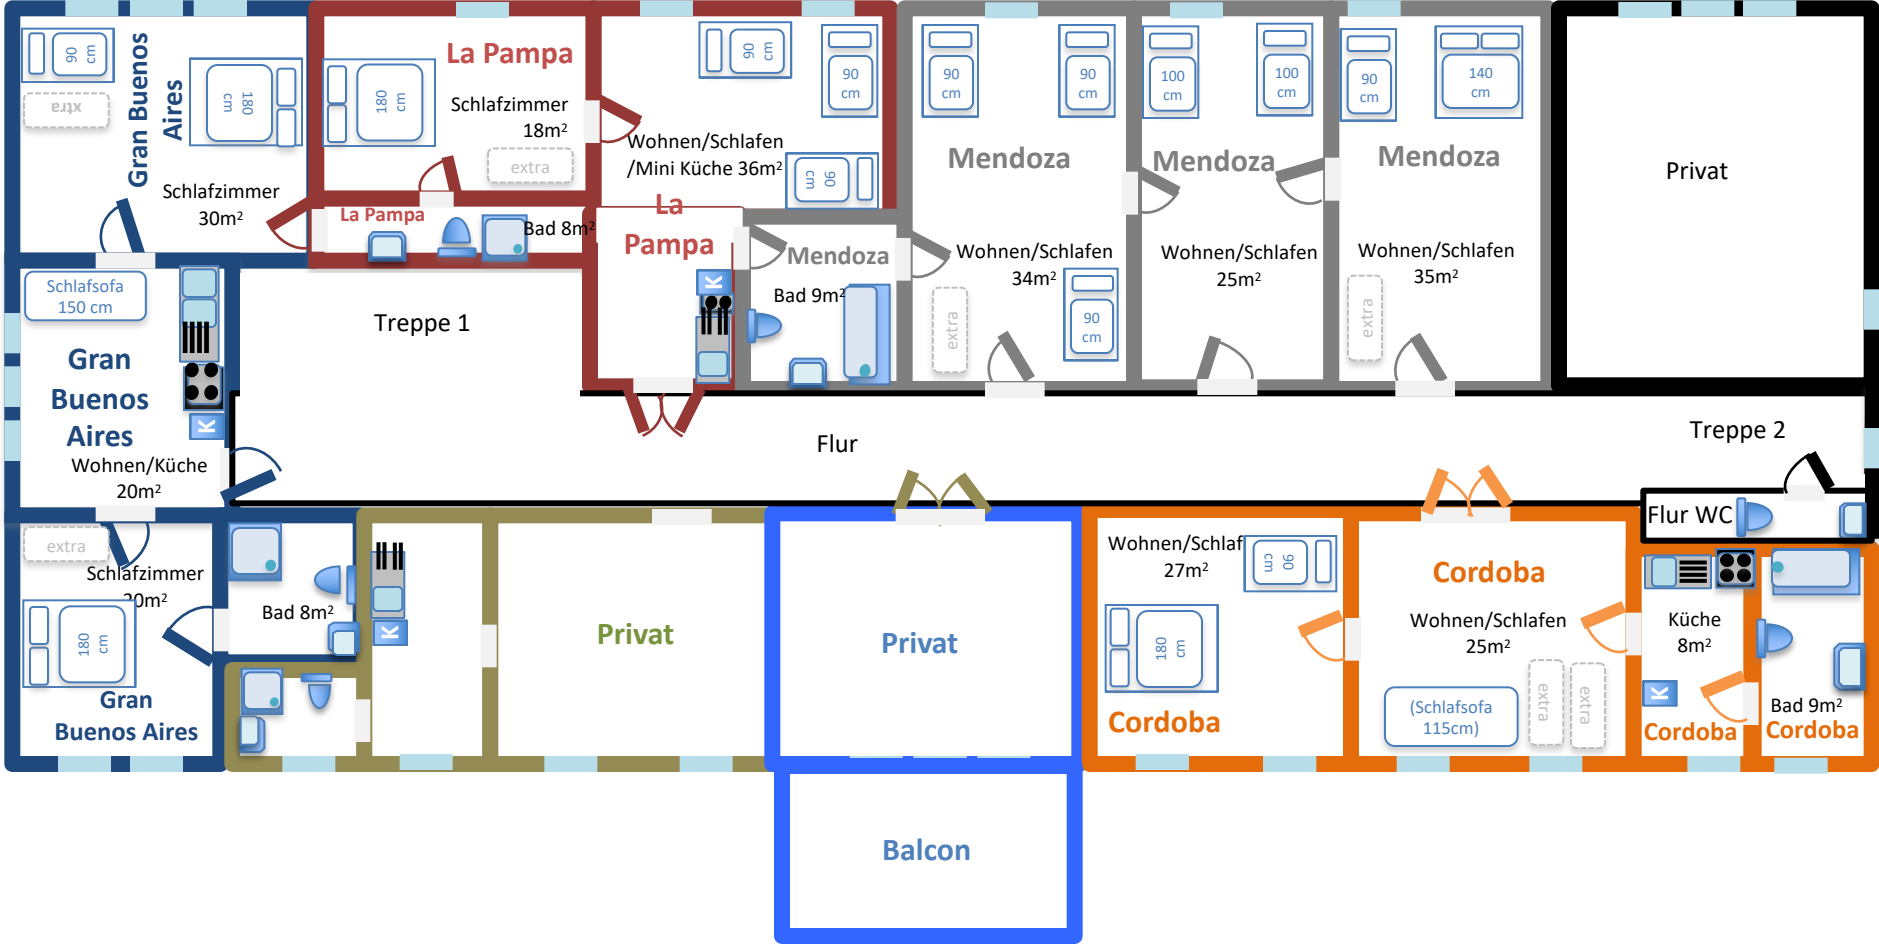 90
cm
xtra
Gran Buenos
Aires
180
cm
Schlafzimmer
30m²
La Pampa
180
cm
Schlafzimmer
18m²
extra
La Pampa
Bad 8m²
90
cm
90
cm
Wohnen/Schlafen
/Mini Küche 36m²
90
cm
La
Pampa
K
Mendoza
Bad 9m²
90
cm
90
cm
Mendoza
Wohnen/Schlafen
34m²
extra
90
cm
100
cm
100
cm
Mendoza
Wohnen/Schlafen
25m²
90
cm
140
cm
Mendoza
Wohnen/Schlafen
35m²
extra
Privat
Schlafsofa
150 cm
Gran
Buenos
Aires
K
Wohnen/Küche
20m²
Treppe 1
Flur
Treppe 2
Flur WC
extra
Schlafzimmer
20m²
180
cm
Gran
Buenos Aires
Bad 8m²
K
Privat
Privat
Balcon
Wohnen/Schlaf
27m²
90
cm
180
cm
Cordoba
Cordoba
Wohnen/Schlafen
25m²
(Schlafsofa
115cm)
extra
extra
Küche
8m²
K
Cordoba
Bad 9m²
Cordoba